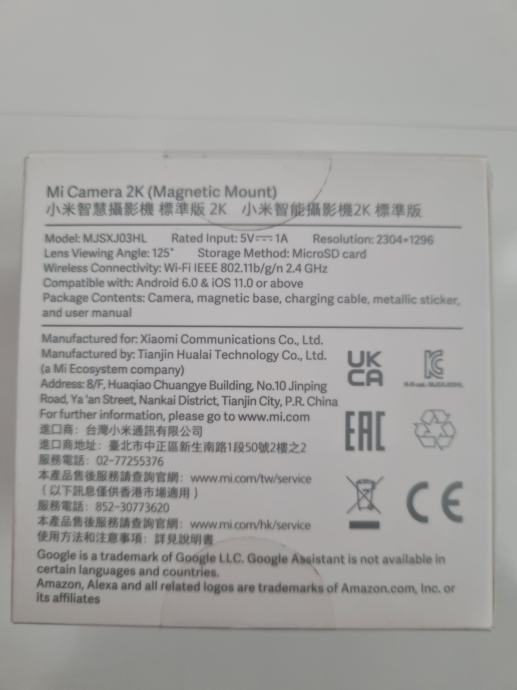 Mi Camera 2K (Magnetic Mount)
小米智慧攝影機 標準版 2K 小米智能攝影機2K 標準版
Model: MJSXJ03HL Rated Input: 5V⎓1A Resolution: 2304*1296
Lens Viewing Angle: 125° Storage Method: MicroSD card
Wireless Connectivity: Wi-Fi IEEE 802.11b/g/n 2.4 GHz
Compatible with: Android 6.0 & iOS 11.0 or above
Package Contents: Camera, magnetic base, charging cable, metallic sticker,
and user manual
Manufactured for: Xiaomi Communications Co., Ltd.
Manufactured by: Tianjin Hualai Technology Co., Ltd.
(a Mi Ecosystem company)
Address: 8/F, Huaqiao Chuangye Building, No.10 Jinping
Road, Ya'an Street, Nankai District, Tianjin City, P.R. China
For further information, please go to www.mi.com
進口商：台灣小米通訊有限公司
進口商地址：臺北市中正區新生南路1段50號2樓之2
服務電話：02-77255376
本產品售後服務請查詢官網：www.mi.com/tw/service
（以下訊息僅供香港市場適用）
服務電話：852-30773620
本產品售後服務請查詢官網：www.mi.com/hk/service
使用方法和注意事項：詳見說明書
UK
CA
EAC
CE
Google is a trademark of Google LLC. Google Assistant is not available in
certain languages and countries.
Amazon, Alexa and all related logos are trademarks of Amazon.com, Inc. or
its affiliates